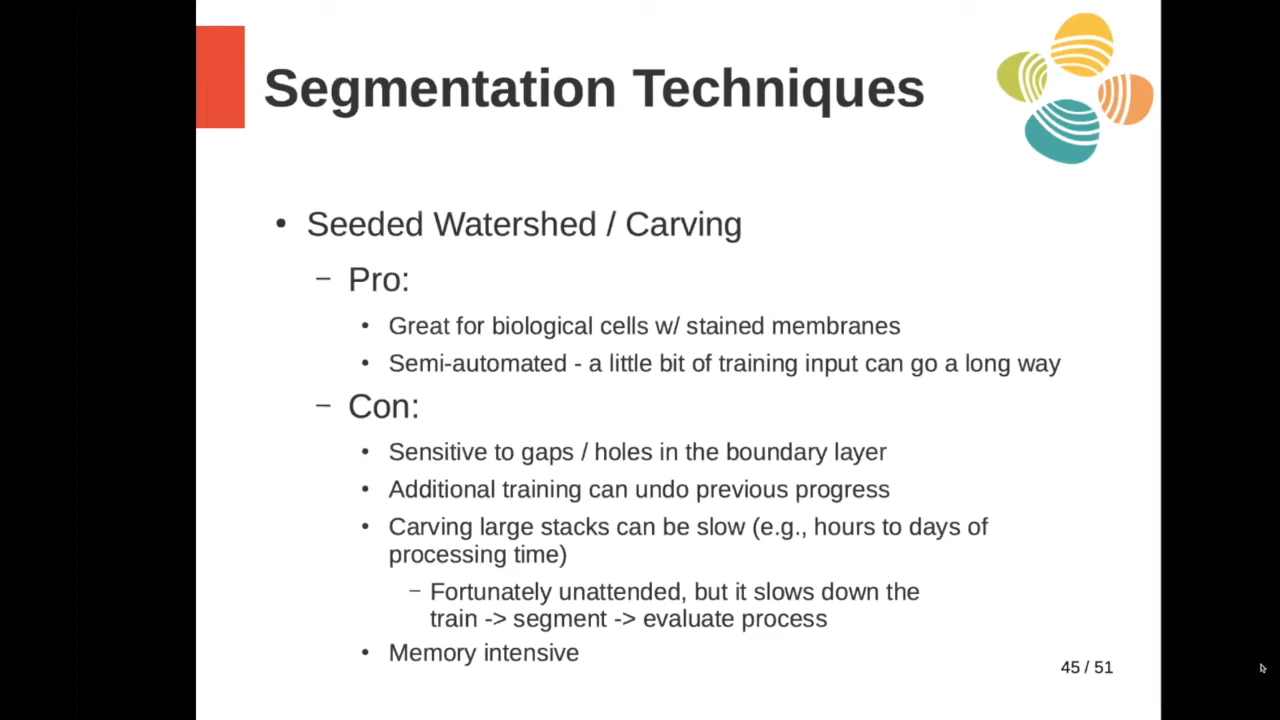 Segmentation Techniques
• Seeded Watershed / Carving
– Pro:
• Great for biological cells w/ stained membranes
• Semi-automated - a little bit of training input can go a long way
– Con:
• Sensitive to gaps / holes in the boundary layer
• Additional training can undo previous progress
• Carving large stacks can be slow (e.g., hours to days of
processing time)
– Fortunately unattended, but it slows down the
train -> segment -> evaluate process
• Memory intensive
45 / 51